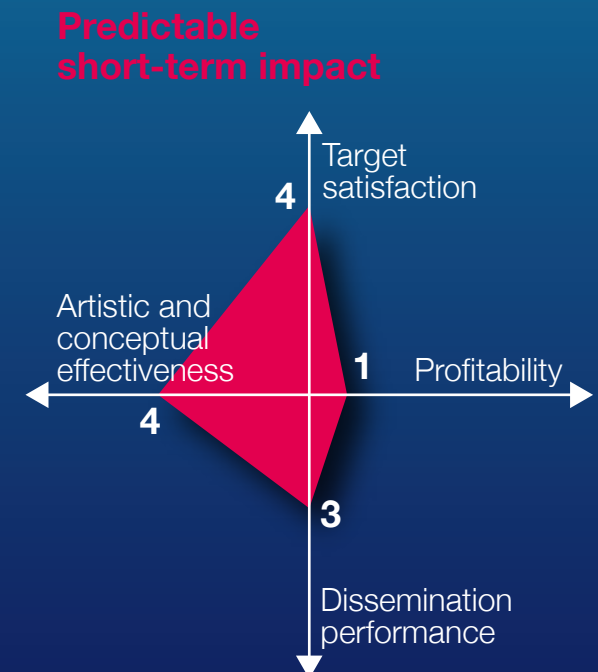 Predictable
short-term impact
Target
satisfaction
4
Artistic and
conceptual
effectiveness
1
Profitability
4
3
Dissemination
performance